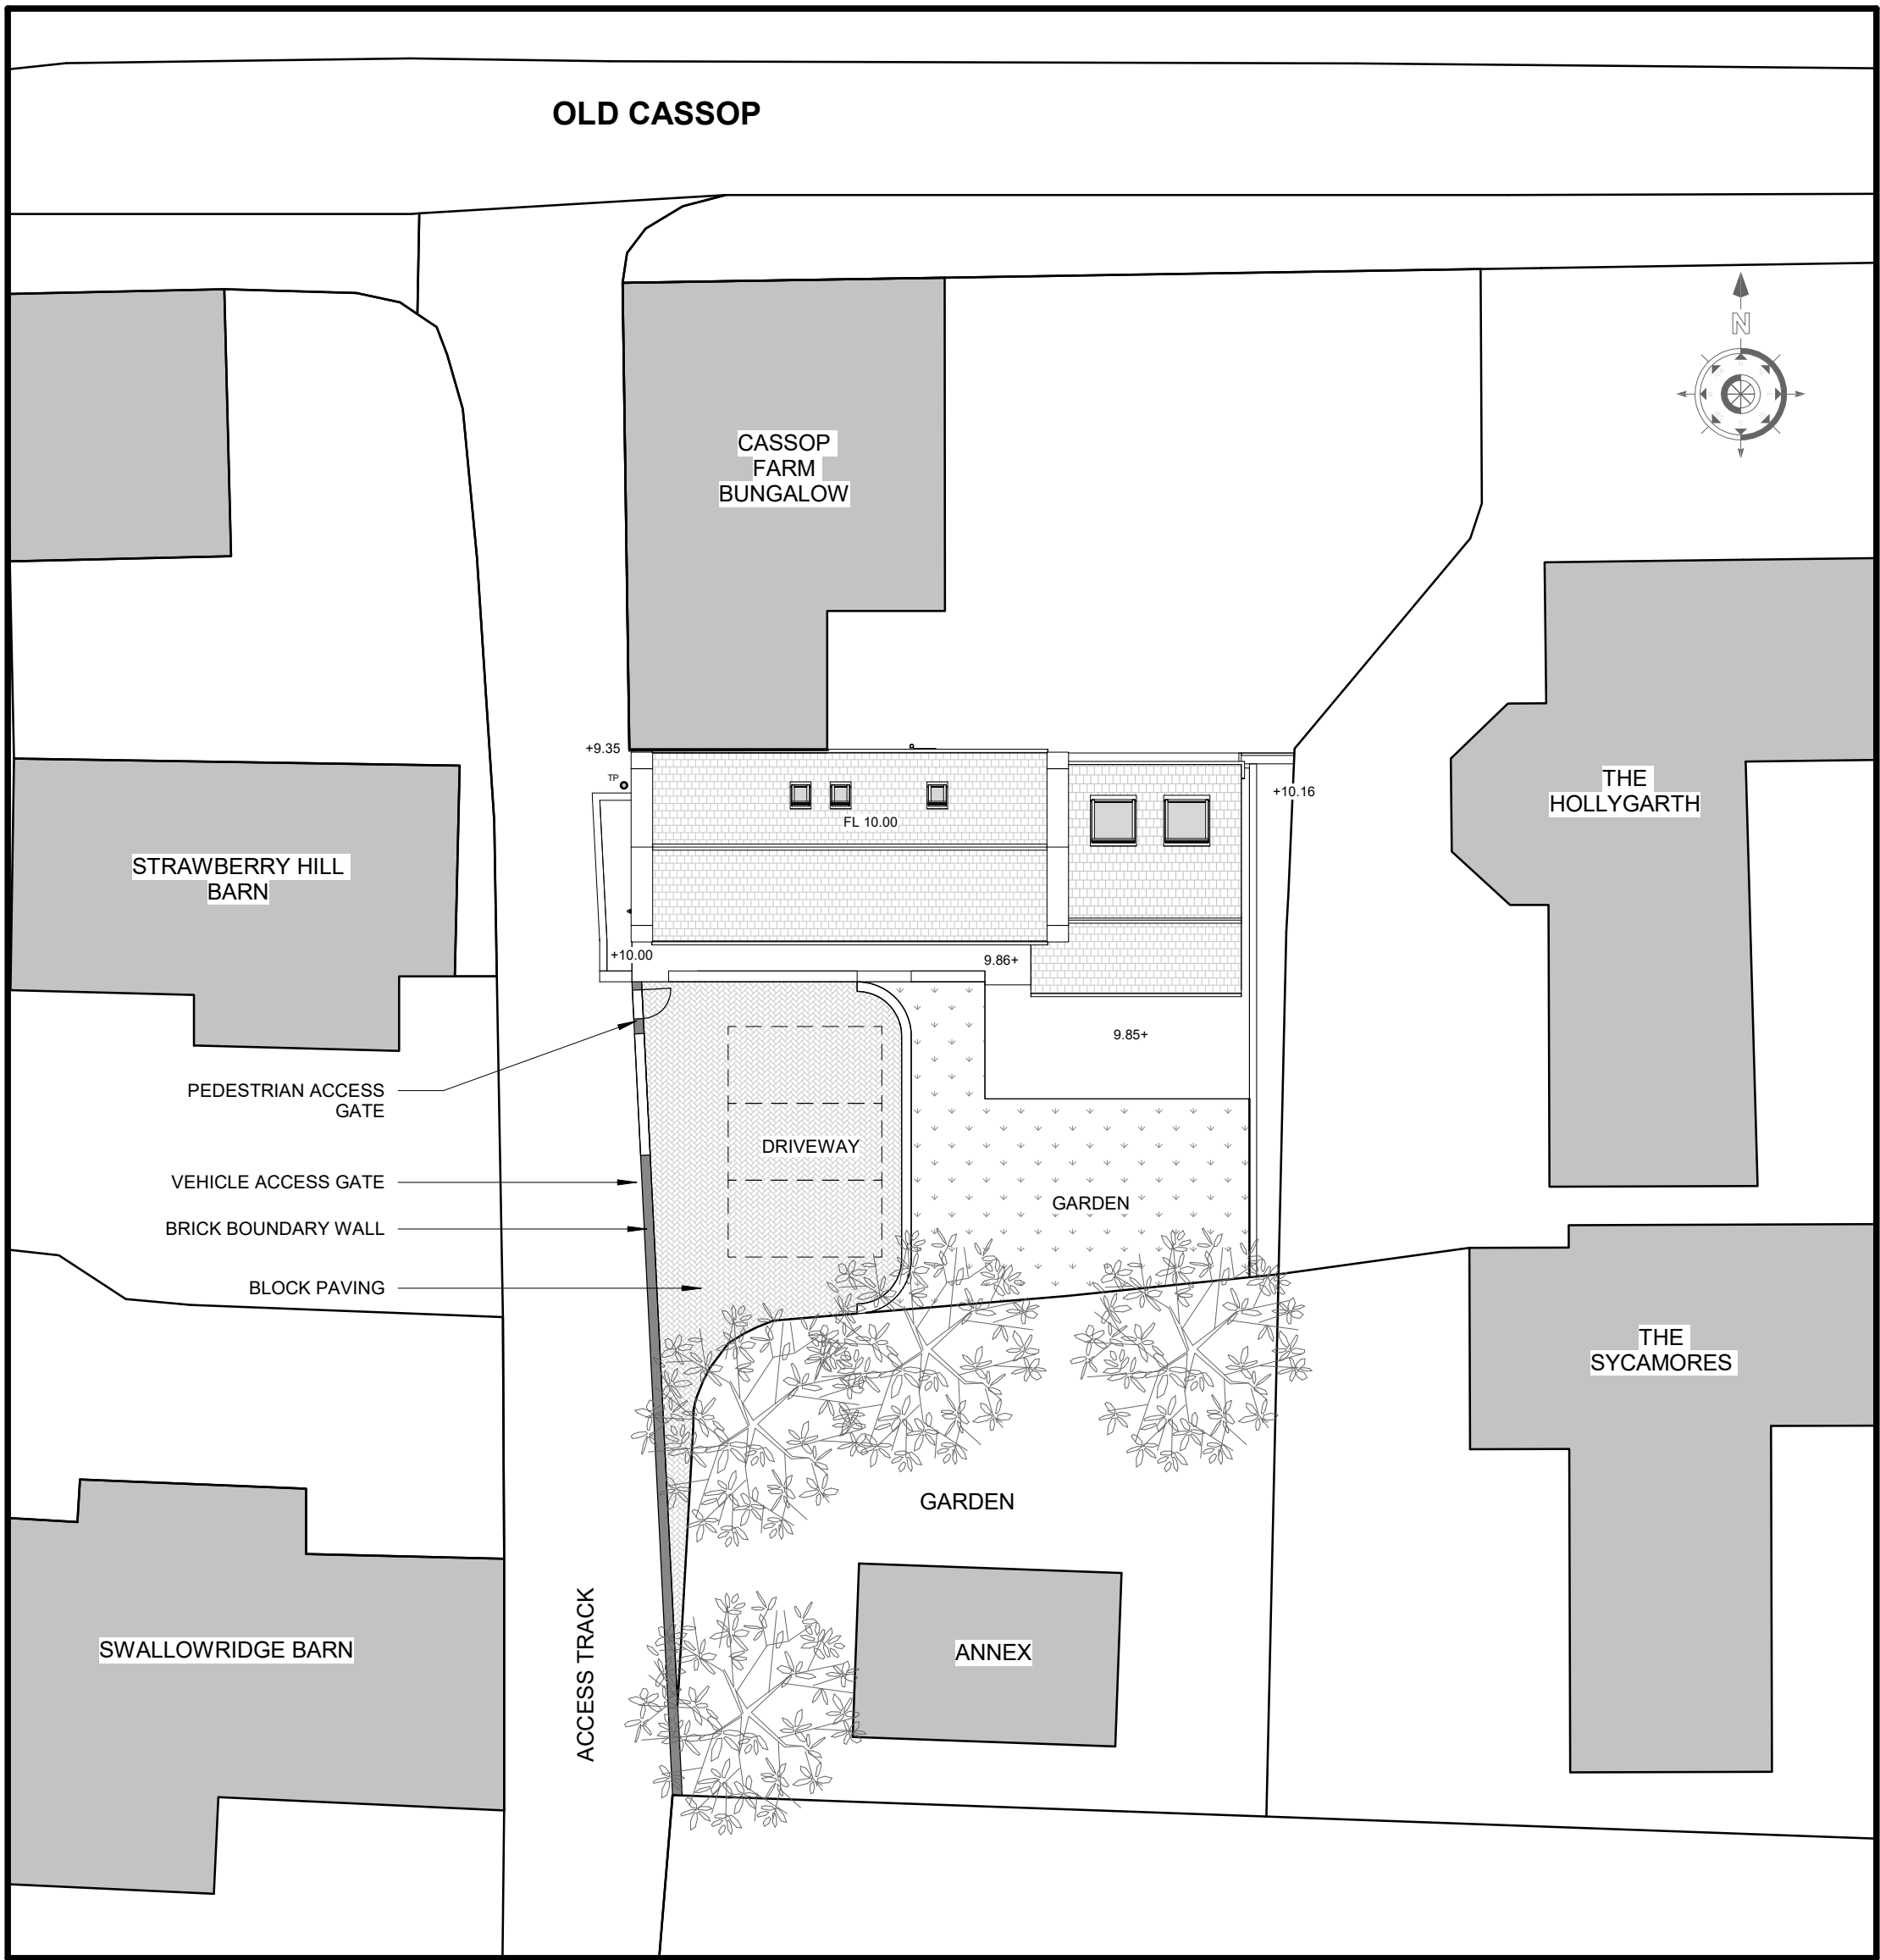 OLD CASSOP
N
CASSOP
FARM
BUNGALOW
+9.35
TP
FL 10.00
+10.16
THE
HOLLYGARTH
STRAWBERRY HILL
BARN
+10.00
9.86+
9.85+
PEDESTRIAN ACCESS
GATE
DRIVEWAY
VEHICLE ACCESS GATE
GARDEN
BRICK BOUNDARY WALL
BLOCK PAVING
THE
SYCAMORES
GARDEN
ACCESS TRACK
SWALLOWRIDGE BARN
ANNEX